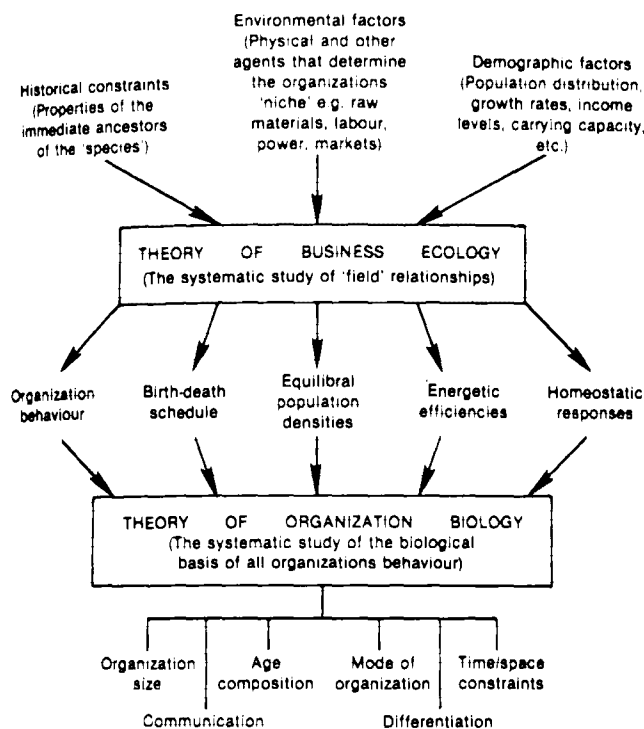 Historical constraints
(Properties of the
immediate ancestors
of the 'species')
Environmental factors
(Physical and other
agents that determine
the organizations
'niche' e.g. raw
materials, labour,
power, markets)
Demographic factors
(Population distribution,
growth rates, income
levels, carrying capacity,
etc.)
THEORY OF BUSINESS ECOLOGY
(The systematic study of 'field' relationships)
Organization
behaviour
Birth-death
schedule
Equilibral
population
densities
Energetic
efficiencies
Homeostatic
responses
THEORY OF ORGANIZATION BIOLOGY
(The systematic study of the biological
basis of all organizations behaviour)
Organization
size
Communication
Age
composition
Mode of
organization
Differentiation
Time/space
constraints